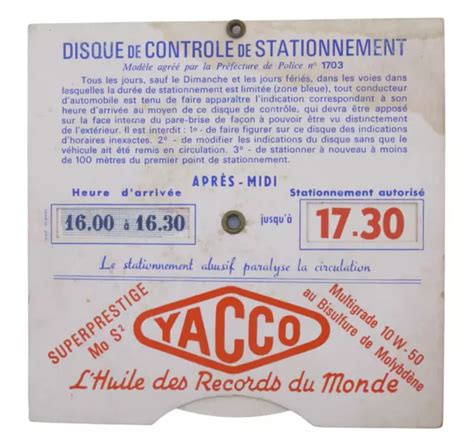 DISQUE DE CONTROLE DE STATIONNEMENT
Modèle agréé par la Préfecture de Police n° 1703
Tous les jours, sauf le Dimanche et les jours fériés, dans les voies dans
lesquelles la durée de stationnement est limitée (zone bleue), tout conducteur
d'automobile est tenu de faire apparaître l'indication correspondant à son
heure d'arrivée au moyen de ce disque de contrôle, qui devra être apposé
sur la face interne du pare-brise de façon à pouvoir être vu distinctement
de l'extérieur. Il est interdit : 1° - de faire figurer sur ce disque des indications
d'horaires inexactes. 2° - de modifier les indications du disque sans que le
véhicule ait été remis en circulation. 3° - de stationner à nouveau à moins
de 100 mètres du premier point de stationnement.
APRÈS-MIDI
Heure d'arrivée
Stationnement autorisé
16.00 à 16.30
jusqu'à
17.30
Le stationnement abusif paralyse la circulation
SUPERPRESTIGE
Mo S²
YACCO
Multigrade 10W-50
au Bisulfure de Molybdène
L'Huile des Records du Monde